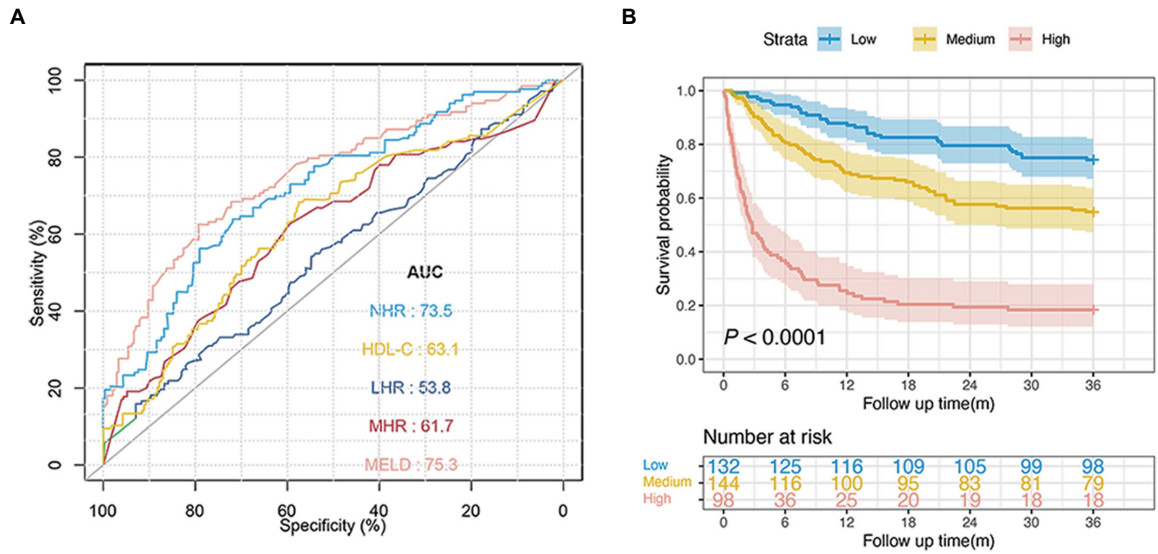 A
Sensitivity (%)
100
80
60
40
20
0
AUC
NHR : 73.5
HDL-C : 63.1
LHR : 53.8
MHR : 61.7
MELD : 75.3
100 80 60 40 20 0
Specificity (%)
B
Strata Low Medium High
Survival probability
1.0
0.8
0.6
0.4
0.2
0.0
P < 0.0001
0 6 12 18 24 30 36
Follow up time(m)
Number at risk
Low 132 125 116 109 105 99 98
Medium 144 116 100 95 83 81 79
High 98 36 25 20 19 18 18
0 6 12 18 24 30 36
Follow up time(m)